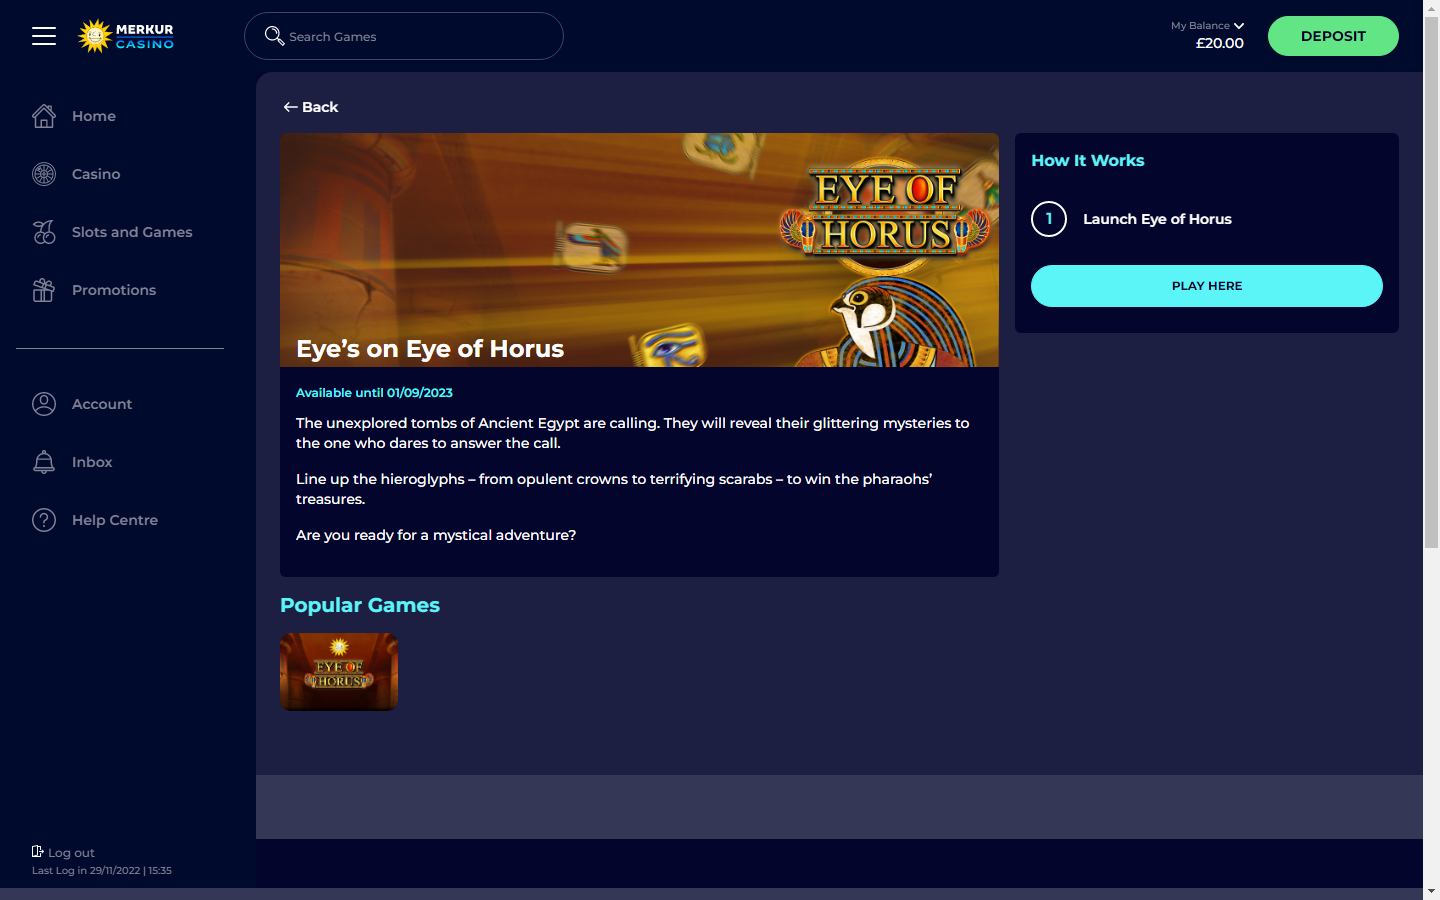 MERKUR
CASINO
Search Games
My Balance
£20.00
DEPOSIT
Home
Casino
Slots and Games
Promotions
Account
Inbox
Help Centre
Log out
Last Log in 29/11/2022 | 15:35
Back
EYE OF
HORUS
Eye’s on Eye of Horus
Available until 01/09/2023
The unexplored tombs of Ancient Egypt are calling. They will reveal their glittering mysteries to
the one who dares to answer the call.
Line up the hieroglyphs – from opulent crowns to terrifying scarabs – to win the pharaohs’
treasures.
Are you ready for a mystical adventure?
How It Works
1 Launch Eye of Horus
PLAY HERE
Popular Games
EYE OF
HORUS